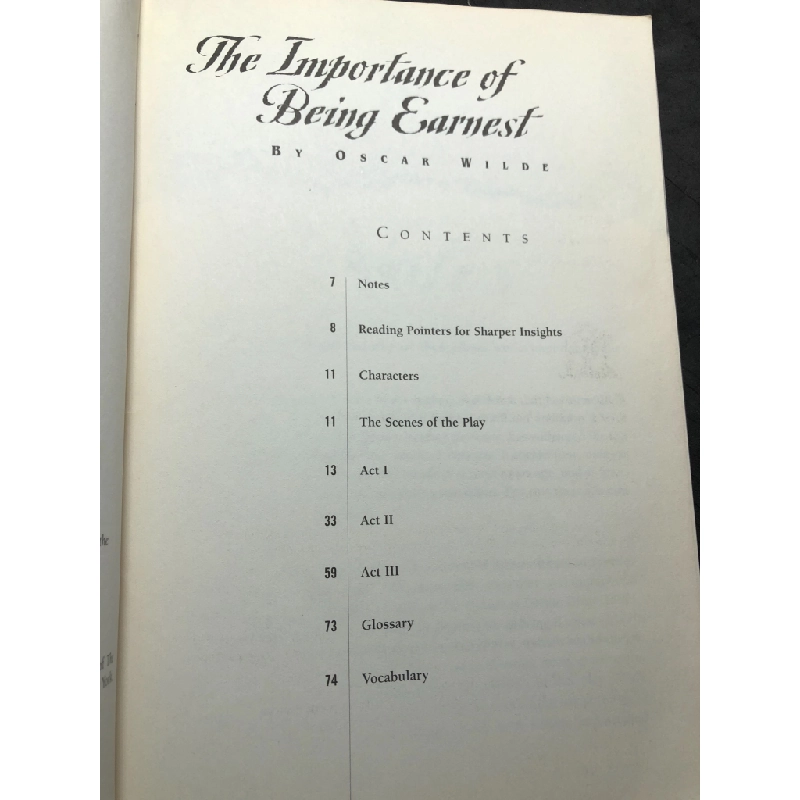 The Importance of
Being Earnest
By Oscar Wilde
Contents
7 Notes
8 Reading Pointers for Sharper Insights
11 Characters
11 The Scenes of the Play
13 Act I
33 Act II
59 Act III
73 Glossary
74 Vocabulary